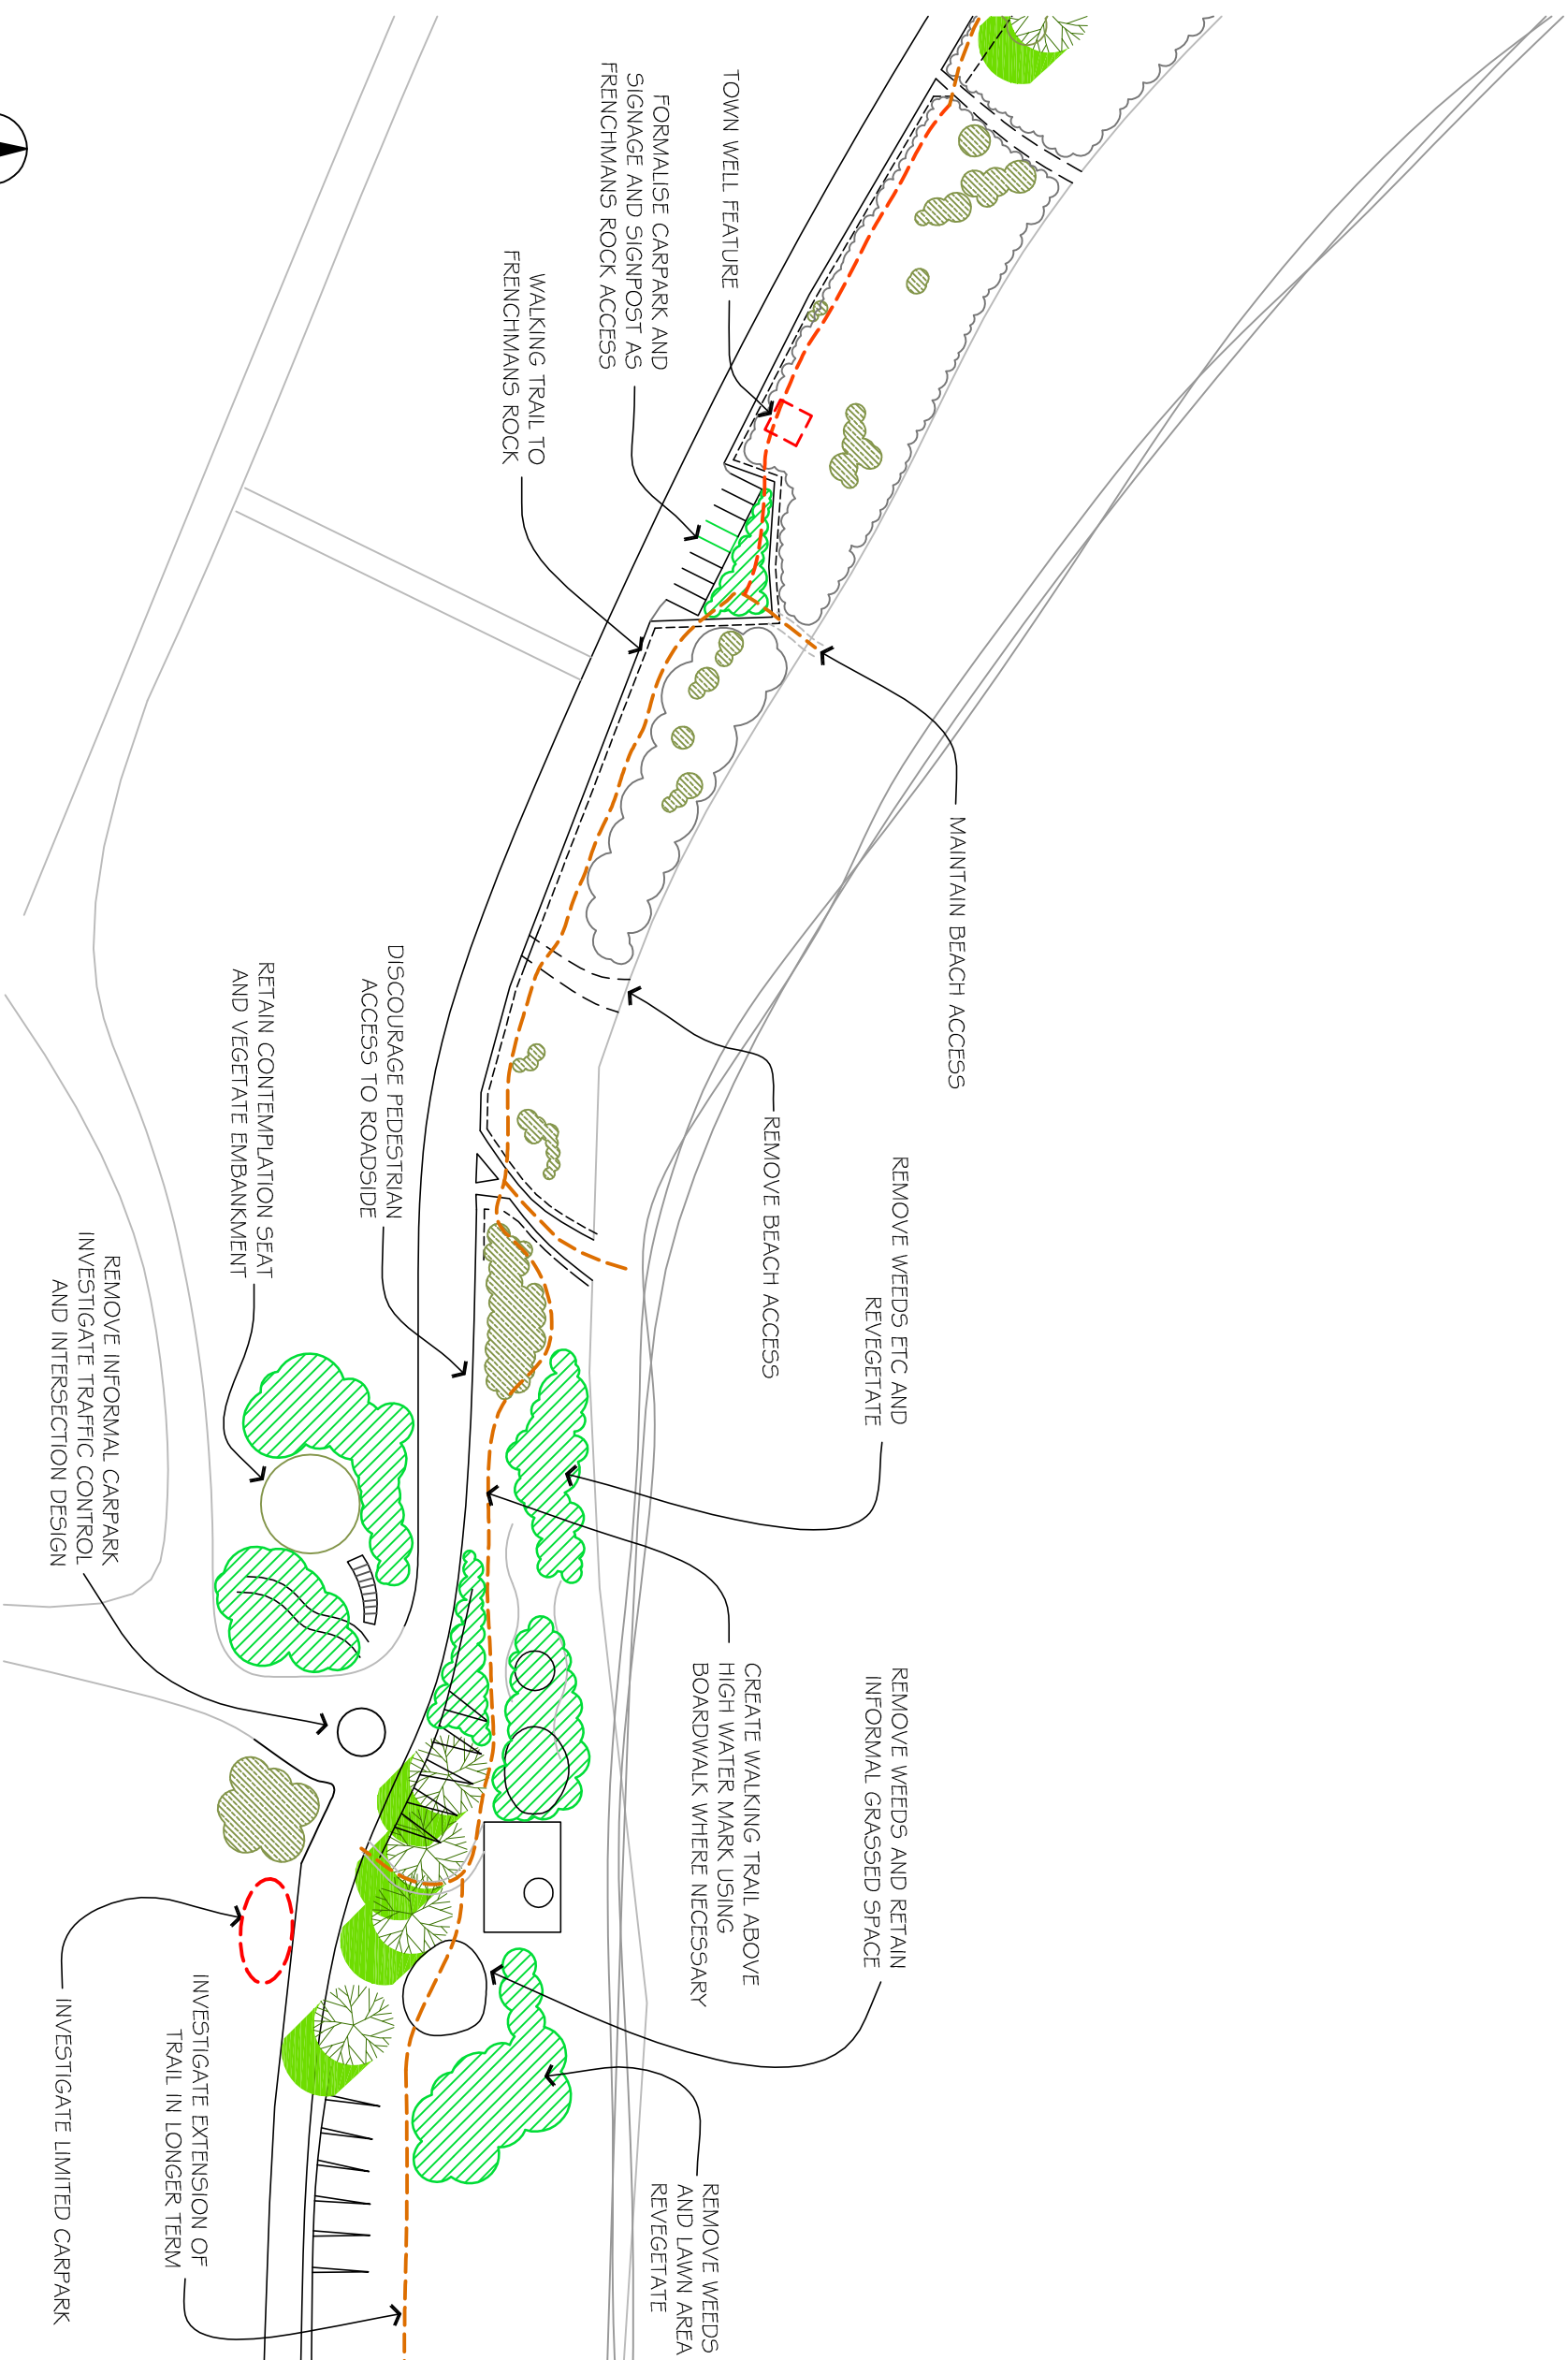 TOWN WELL FEATURE
FORMALISE CARPARK AND
SIGNAGE AND SIGNPOST AS
FRENCHMANS ROCK ACCESS
WALKING TRAIL TO
FRENCHMANS ROCK
MAINTAIN BEACH ACCESS
REMOVE BEACH ACCESS
DISCOURAGE PEDESTRIAN
ACCESS TO ROADSIDE
RETAIN CONTEMPLATION SEAT
AND VEGETATE EMBANKMENT
REMOVE WEEDS ETC AND
REVEGETATE
REMOVE INFORMAL CARPARK
INVESTIGATE TRAFFIC CONTROL
AND INTERSECTION DESIGN
CREATE WALKING TRAIL ABOVE
HIGH WATER MARK USING
BOARDWALK WHERE NECESSARY
REMOVE WEEDS AND RETAIN
INFORMAL GRASSED SPACE
INVESTIGATE EXTENSION OF
TRAIL IN LONGER TERM
INVESTIGATE LIMITED CARPARK
REMOVE WEEDS
AND LAWN AREA
REVEGETATE